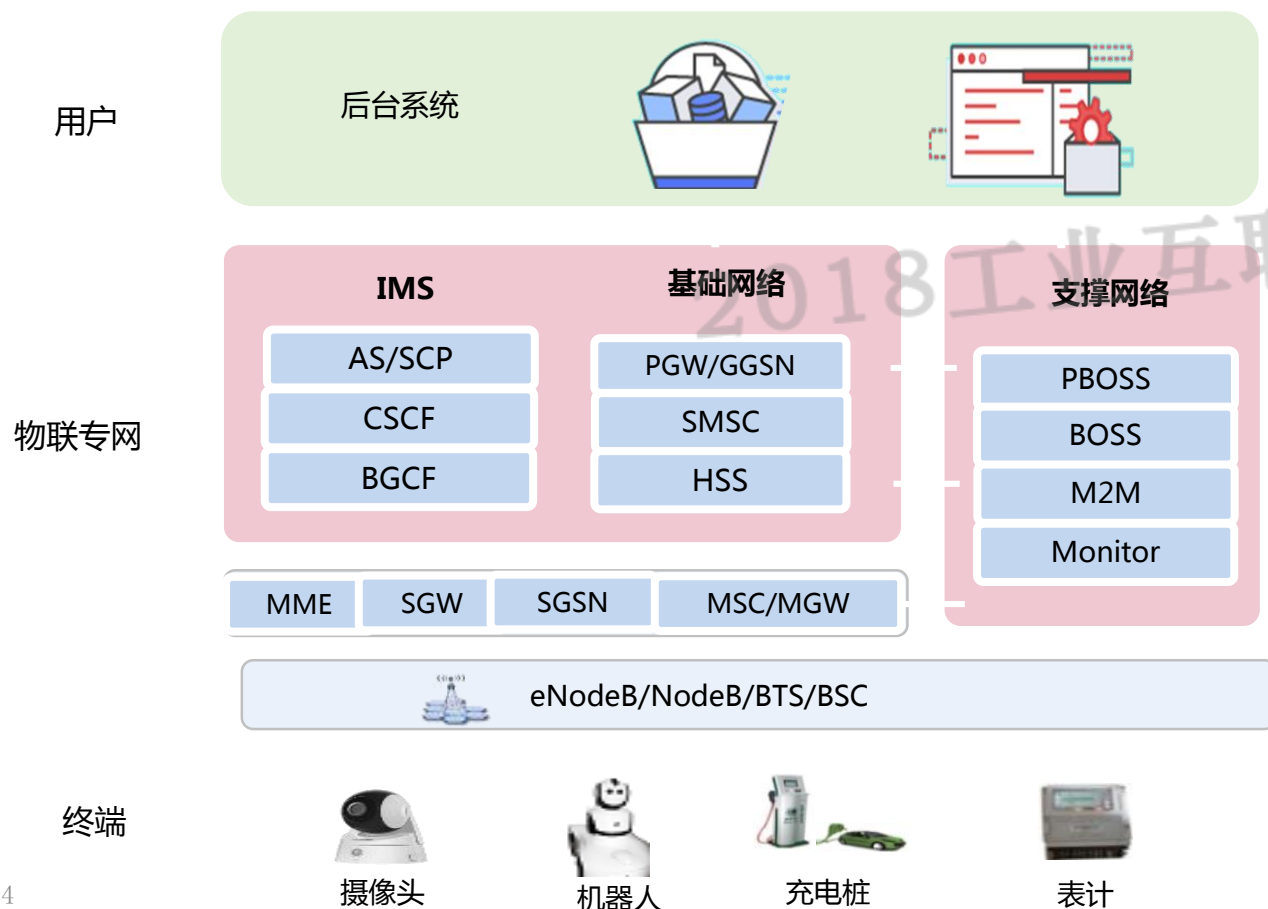 用户
后台系统
2018工业互联
IMS
基础网络
支撑网络
AS/SCP
CSCF
BGCF
PGW/GGSN
SMSC
HSS
PBOSS
BOSS
M2M
Monitor
物联专网
MME
SGW
SGSN
MSC/MGW
eNodeB/NodeB/BTS/BSC
终端
摄像头
机器人
充电桩
表计
4